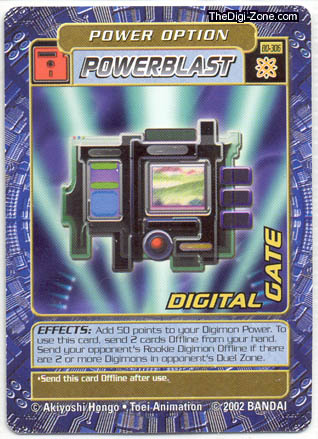 TheDigi-Zone.com
POWER OPTION
BO-306
POWERBLAST
DIGITAL GATE
EFFECTS: Add 50 points to your Digimon Power. To
use this card, send 2 cards Offline from your hand.
Send your opponent's Rookie Digimon Offline if there
are 2 or more Digimons in opponent's Duel Zone.
•Send this card Offline after use.
© Akiyoshi Hongo • Toei Animation • ©2002 BANDAI